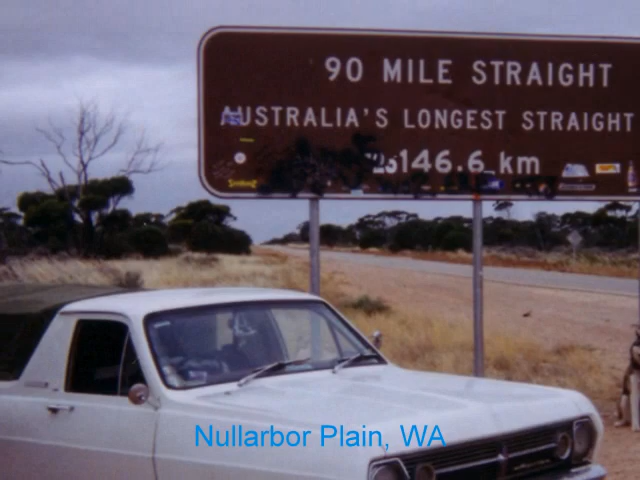 90 MILE STRAIGHT
AUSTRALIA'S LONGEST STRAIGHT
146.6 km
Nullarbor Plain, WA